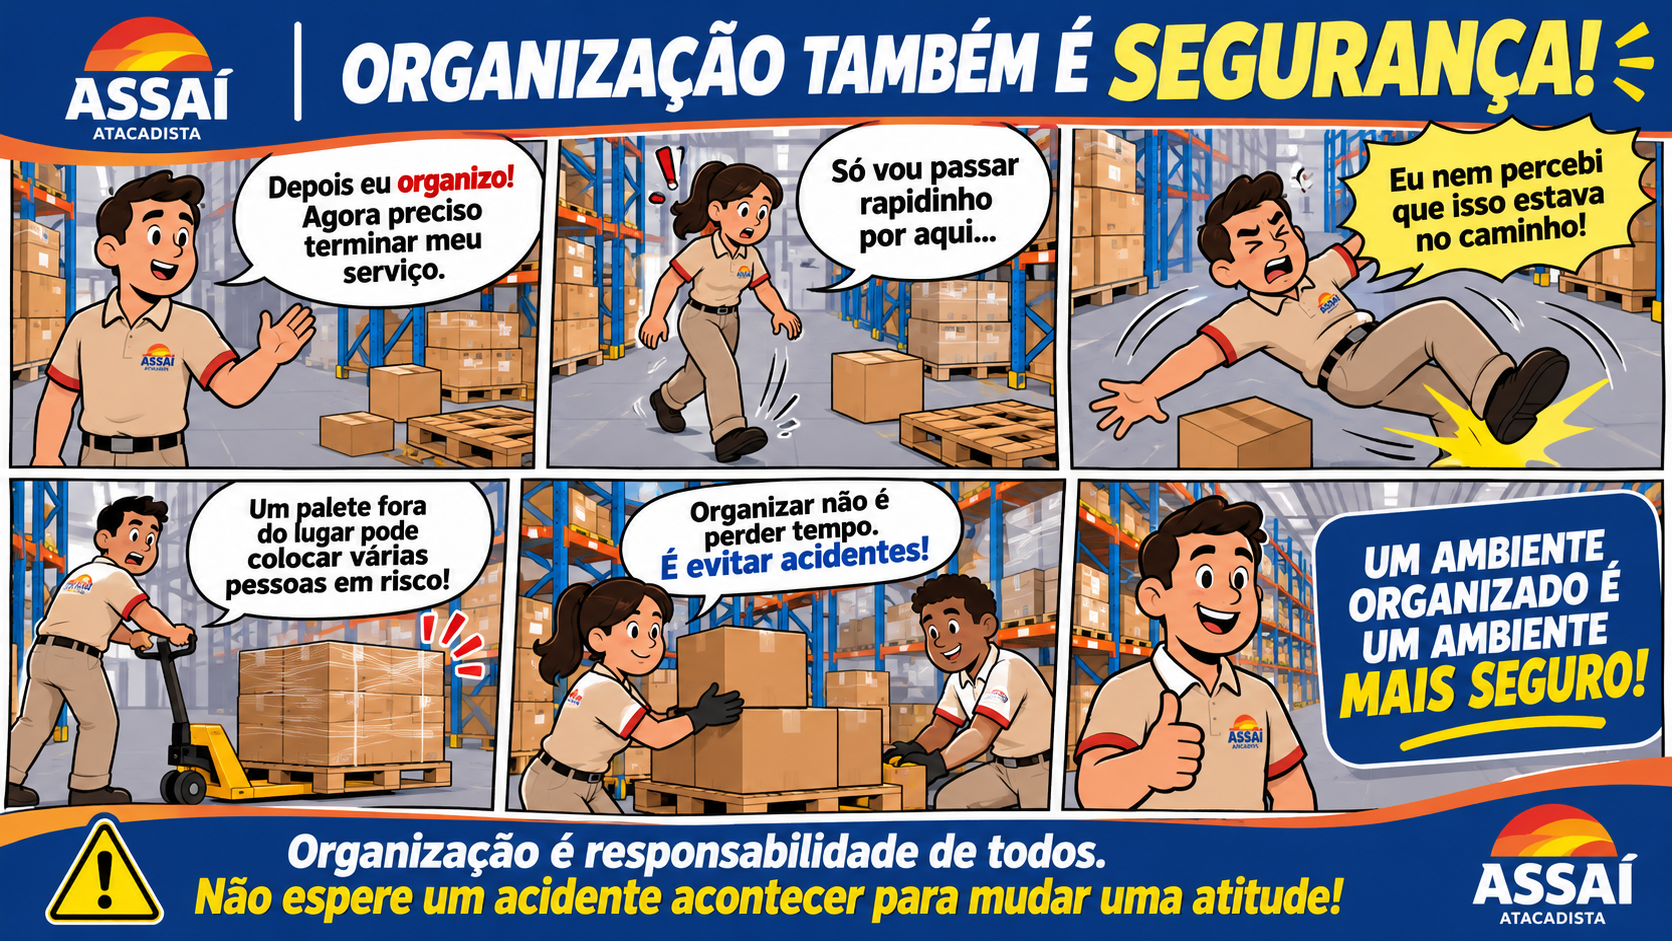 ASSAÍ
ATACADISTA
ORGANIZAÇÃO TAMBÉM É SEGURANÇA!
Depois eu organizo!
Agora preciso
terminar meu
serviço.
ASSAÍ
Só vou passar
rapidinho
por aqui...
Eu nem percebi
que isso estava
no caminho!
Um palete fora
do lugar pode
colocar várias
pessoas em risco!
Organizar não é
perder tempo.
É evitar acidentes!
ASSAÍ
UM AMBIENTE
ORGANIZADO É
UM AMBIENTE
MAIS SEGURO!
Organização é responsabilidade de todos.
Não espere um acidente acontecer para mudar uma atitude!
ASSAÍ
ATACADISTA